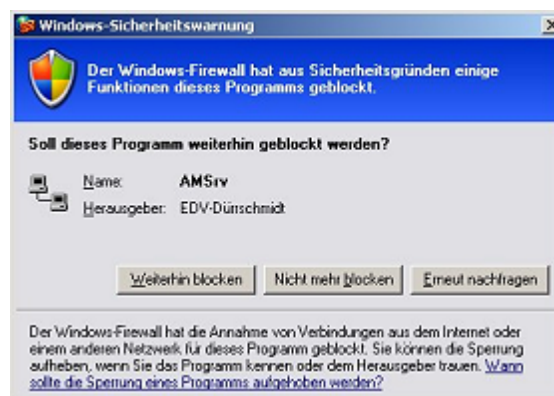 Windows-Sicherheitswarnung
Der Windows-Firewall hat aus Sicherheitsgründen einige
Funktionen dieses Programms geblockt.
Soll dieses Programm weiterhin geblockt werden?
Name: AMSrv
Herausgeber: EDV-Dürrschmidt
Weiterhin blocken Nicht mehr blocken Erneut nachfragen
Der Windows-Firewall hat die Annahme von Verbindungen aus dem Internet oder
einem anderen Netzwerk für dieses Programm geblockt. Sie können die Sperrung
aufheben, wenn Sie das Programm kennen oder dem Herausgeber trauen. Wann
sollte die Sperrung eines Programms aufgehoben werden?